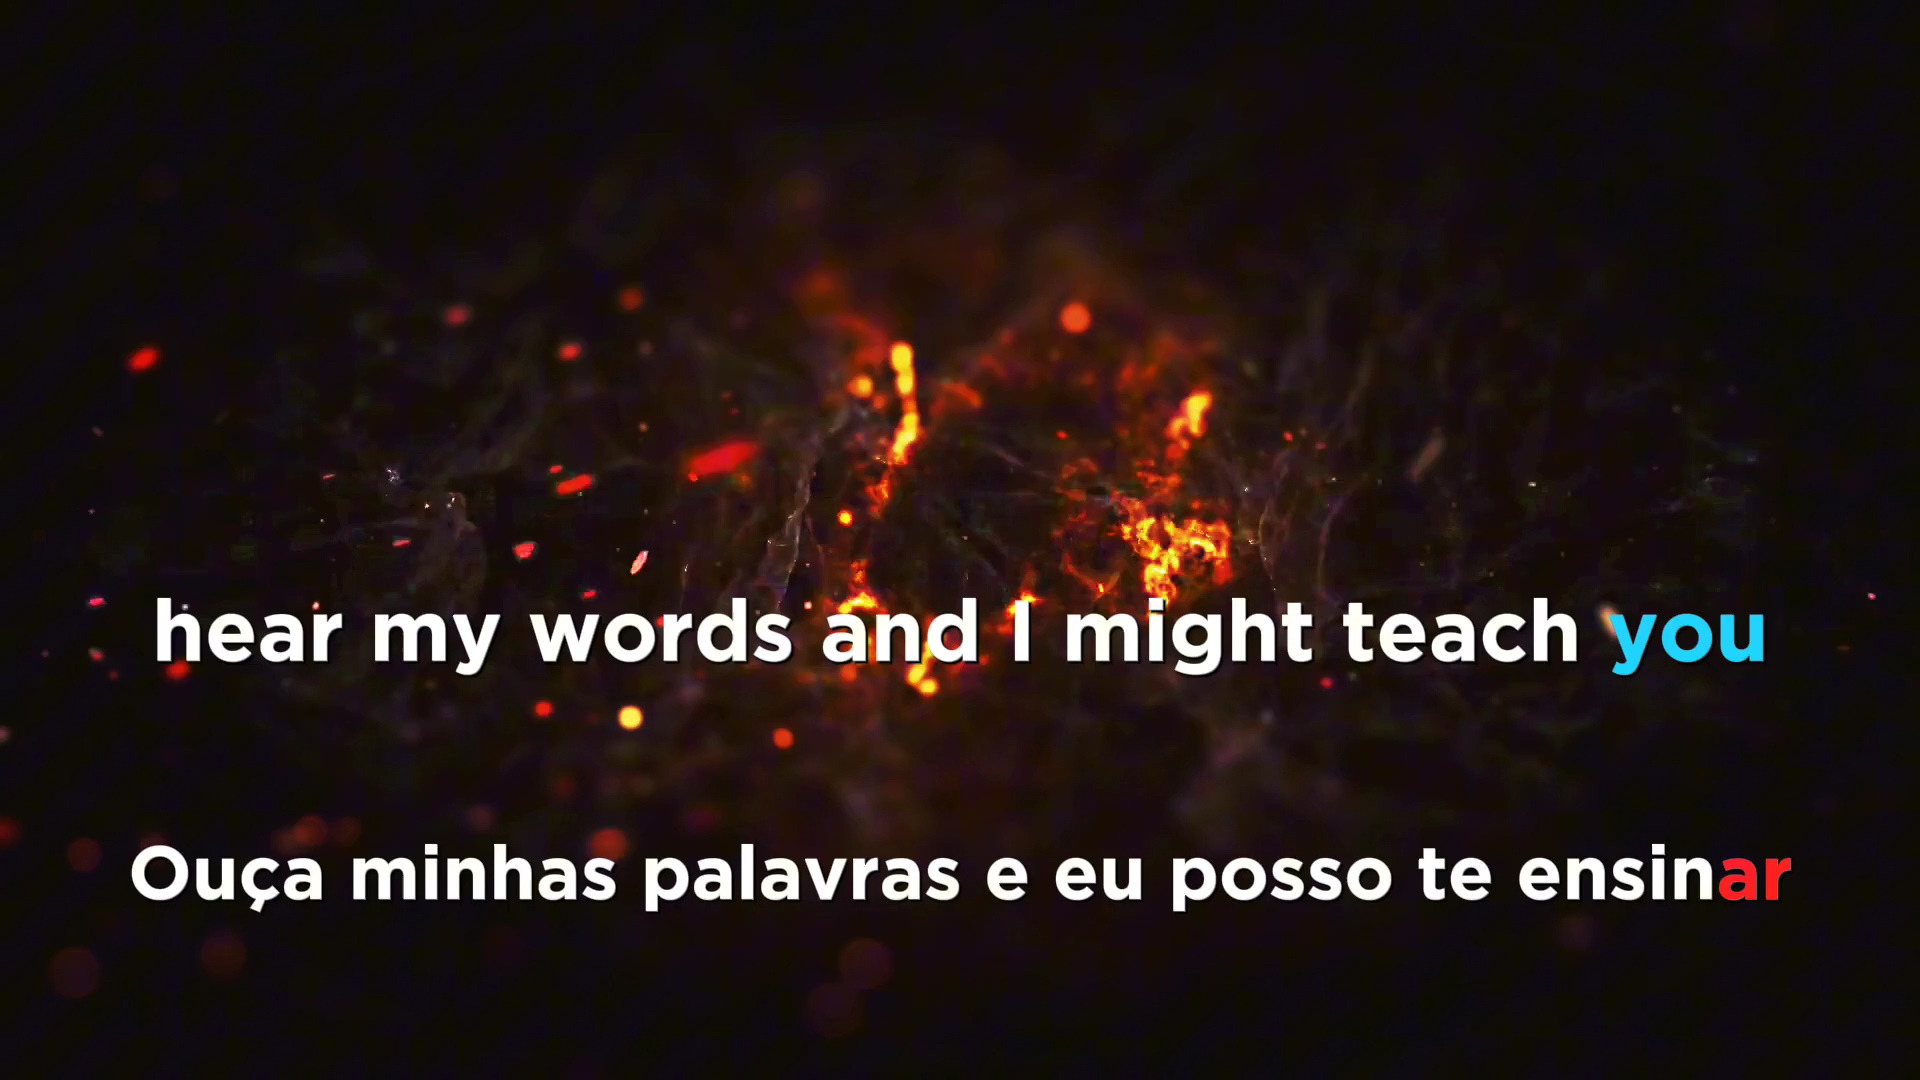 hear my words and I might teach you
Ouça minhas palavras e eu posso te ensinar